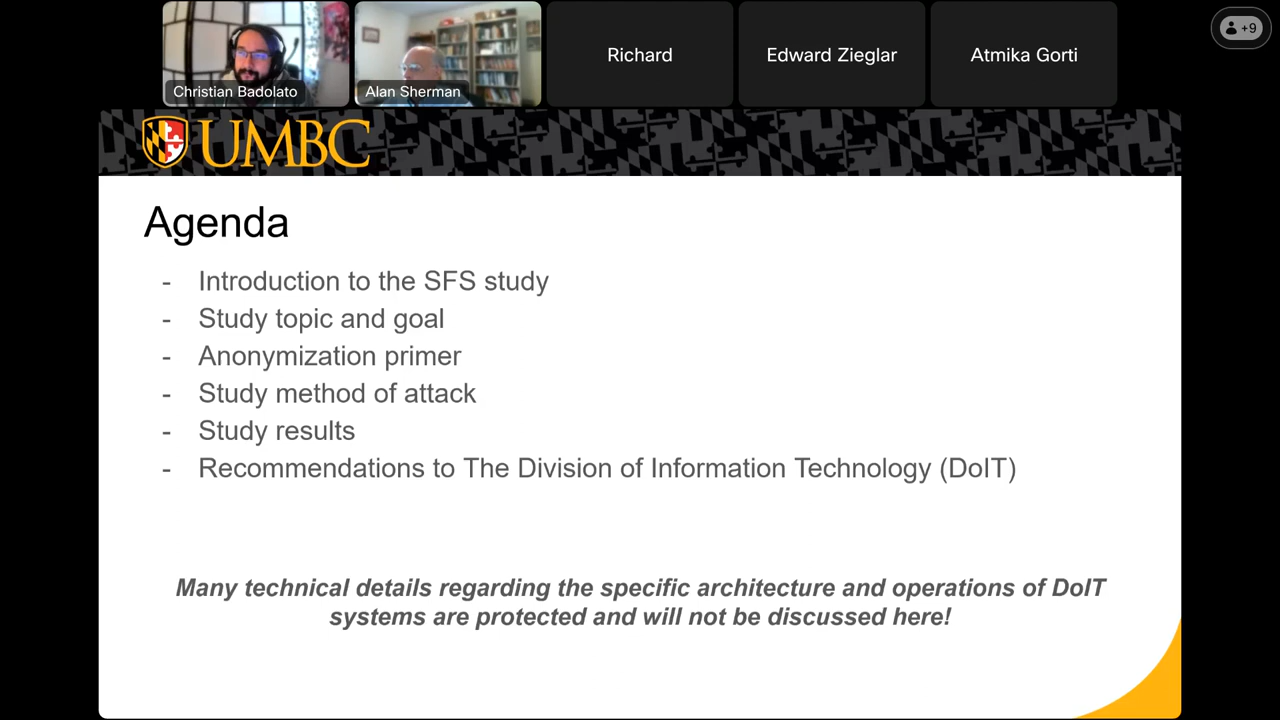 Christian Badolato
Alan Sherman
Richard
Edward Zieglar
Atmika Gorti
+9
UMBC
Agenda
- Introduction to the SFS study
- Study topic and goal
- Anonymization primer
- Study method of attack
- Study results
- Recommendations to The Division of Information Technology (DoIT)
Many technical details regarding the specific architecture and operations of DoIT
systems are protected and will not be discussed here!